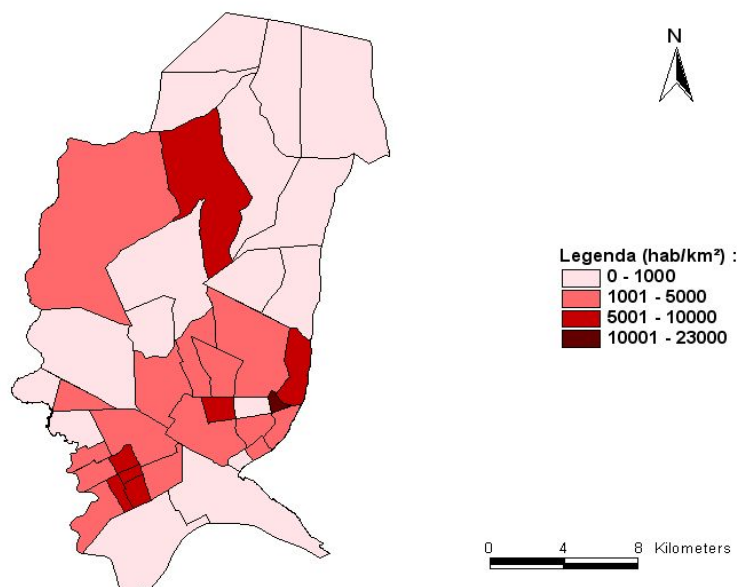 N
Legenda (hab/km²) :
0 - 1000
1001 - 5000
5001 - 10000
10001 - 23000
0 4 8 Kilometers